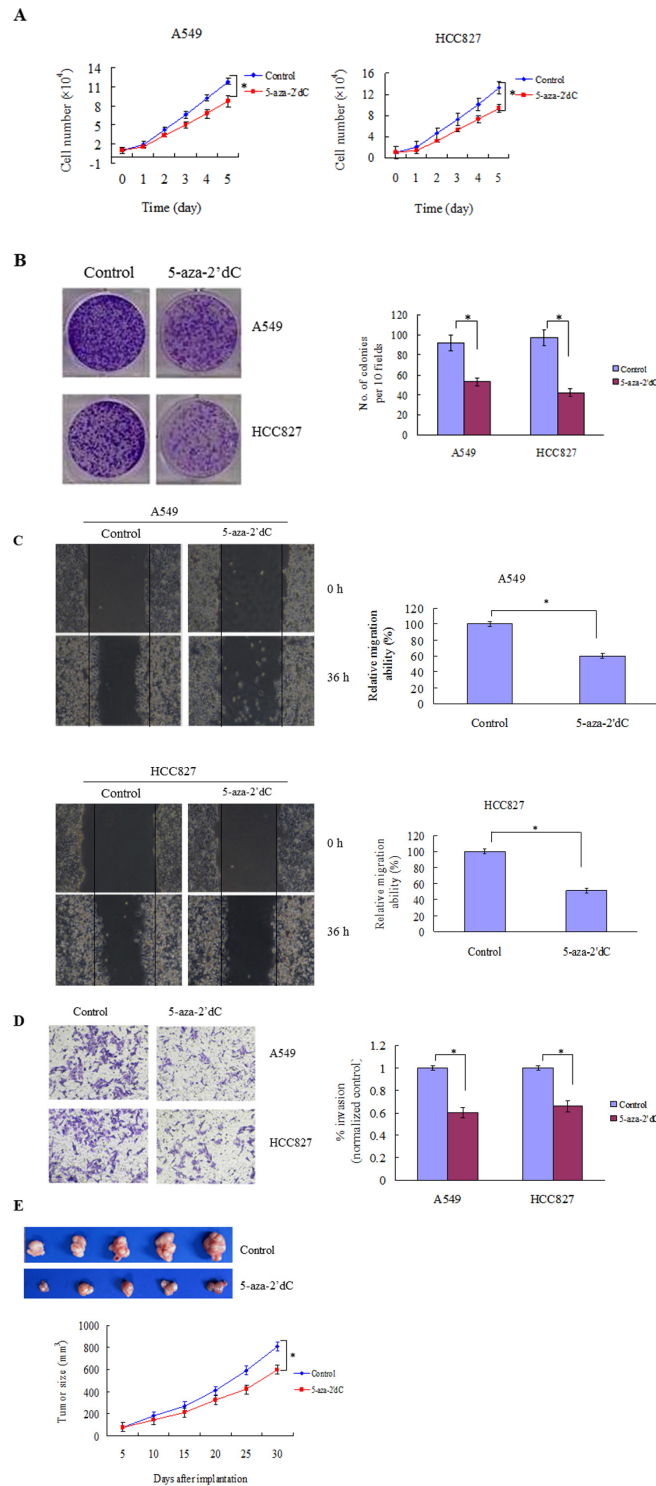 A
A549
HCC827
Cell number (×10⁴)
14
11
8
5
2
-1
0 1 2 3 4 5
Time (day)
Control
5-aza-2'dC
*
Cell number (×10⁴)
16
12
8
4
0
0 1 2 3 4 5
Time (day)
Control
5-aza-2'dC
*
B
Control 5-aza-2'dC
A549
HCC827
No. of colonies
per 10 fields
120
100
80
60
40
20
0
* *
A549 HCC827
Control
5-aza-2'dC
C
A549
Control 5-aza-2'dC
0 h
36 h
A549
Relative migration
ability (%)
120
100
80
60
40
20
0
*
Control 5-aza-2'dC
HCC827
Control 5-aza-2'dC
0 h
36 h
HCC827
Relative migration
ability (%)
120
100
80
60
40
20
0
*
Control 5-aza-2'dC
D
Control 5-aza-2'dC
A549
HCC827
% invasion
(normalized control)
1.2
1
0.8
0.6
0.4
0.2
0
* *
A549 HCC827
Control
5-aza-2'dC
E
Control
5-aza-2'dC
Tumor size (mm³)
1000
800
600
400
200
0
5 10 15 20 25 30
Days after implantation
Control
5-aza-2'dC
*